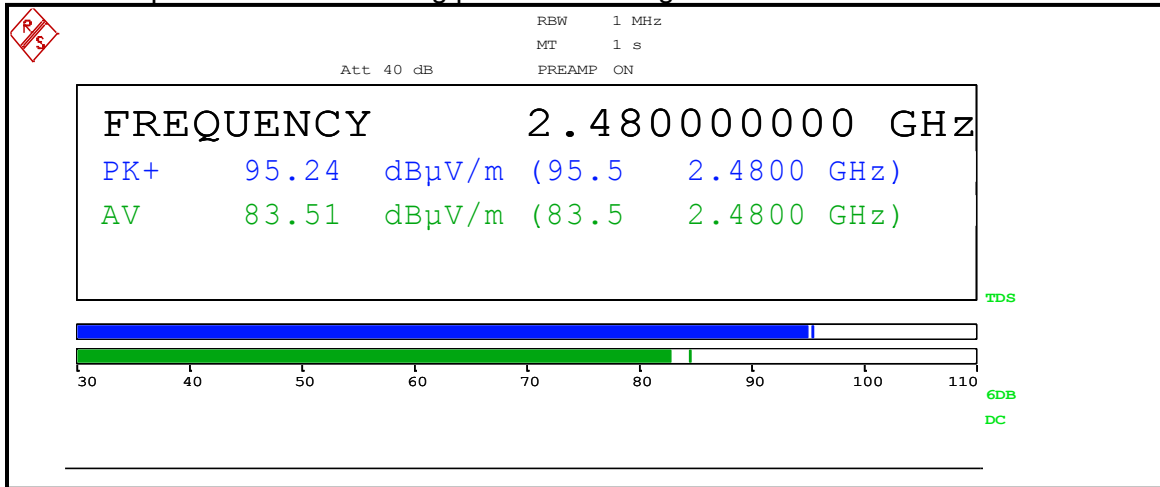 R
S
RBW 1 MHz
MT 1 s
Att 40 dB PREAMP ON
FREQUENCY 2.480000000 GHz
PK+ 95.24 dBµV/m (95.5 2.4800 GHz)
AV 83.51 dBµV/m (83.5 2.4800 GHz)
TDS
30 40 50 60 70 80 90 100 110
6DB
DC